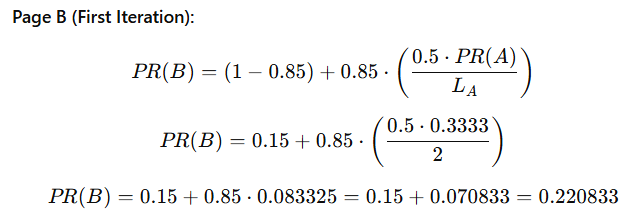 Page B (First Iteration):
PR(B) = (1 − 0.85) + 0.85 · (0.5 · PR(A) / L_A)
PR(B) = 0.15 + 0.85 · (0.5 · 0.3333 / 2)
PR(B) = 0.15 + 0.85 · 0.083325 = 0.15 + 0.070833 = 0.220833